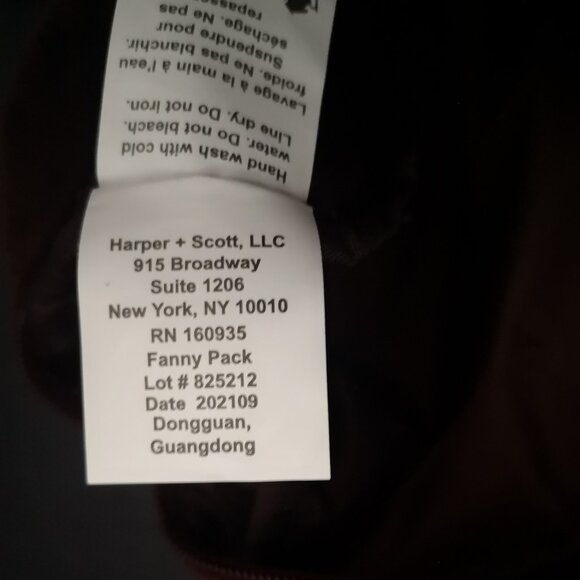 Hand wash with cold
water. Do not bleach.
Line dry. Do not iron.
Lavage à la main à l'eau
froide. Ne pas blanchir.
Suspendre pour
séchage. Ne pas
Harper + Scott, LLC
915 Broadway
Suite 1206
New York, NY 10010
RN 160935
Fanny Pack
Lot # 825212
Date 202109
Dongguan,
Guangdong